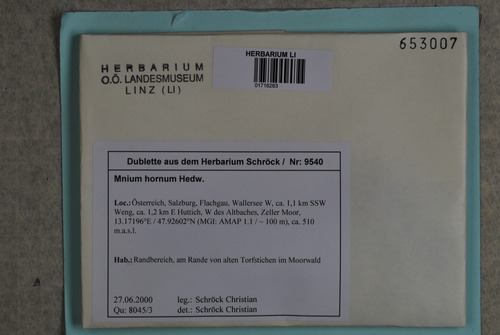 653007
HERBARIUM LI
01716283
HERBARIUM
O.Ö. LANDESMUSEUM
LINZ (LI)
Dublette aus dem Herbarium Schröck / Nr: 9540
Mnium hornum Hedw.
Loc.: Österreich, Salzburg, Flachgau, Wallersee W, ca. 1,1 km SSW
Weng, ca. 1,2 km E Huttich, W des Altbaches, Zeller Moor,
13.17196°E / 47.92602°N (MGI: AMAP 1.1 / ~ 100 m), ca. 510
m.a.s.l.
Hab.: Randbereich, am Rande von alten Torfstichen im Moorwald
27.06.2000 leg.: Schröck Christian
Qu: 8045/3 det.: Schröck Christian